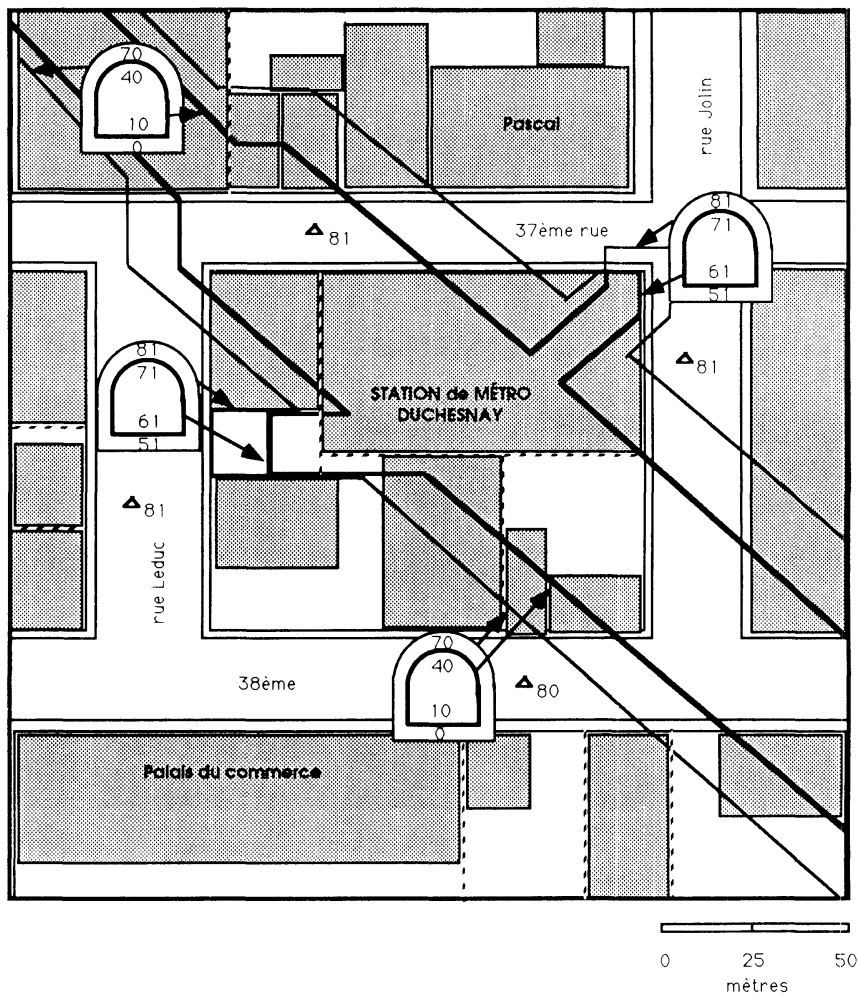 70
40
10
0
Pascal
rue Jolin
81
37ème rue
81
71
61
51
81
71
61
51
STATION de MÉTRO
DUCHESNAY
81
81
rue Leduc
70
40
10
0
38ème
80
Palais du commerce
0 25 50
mètres